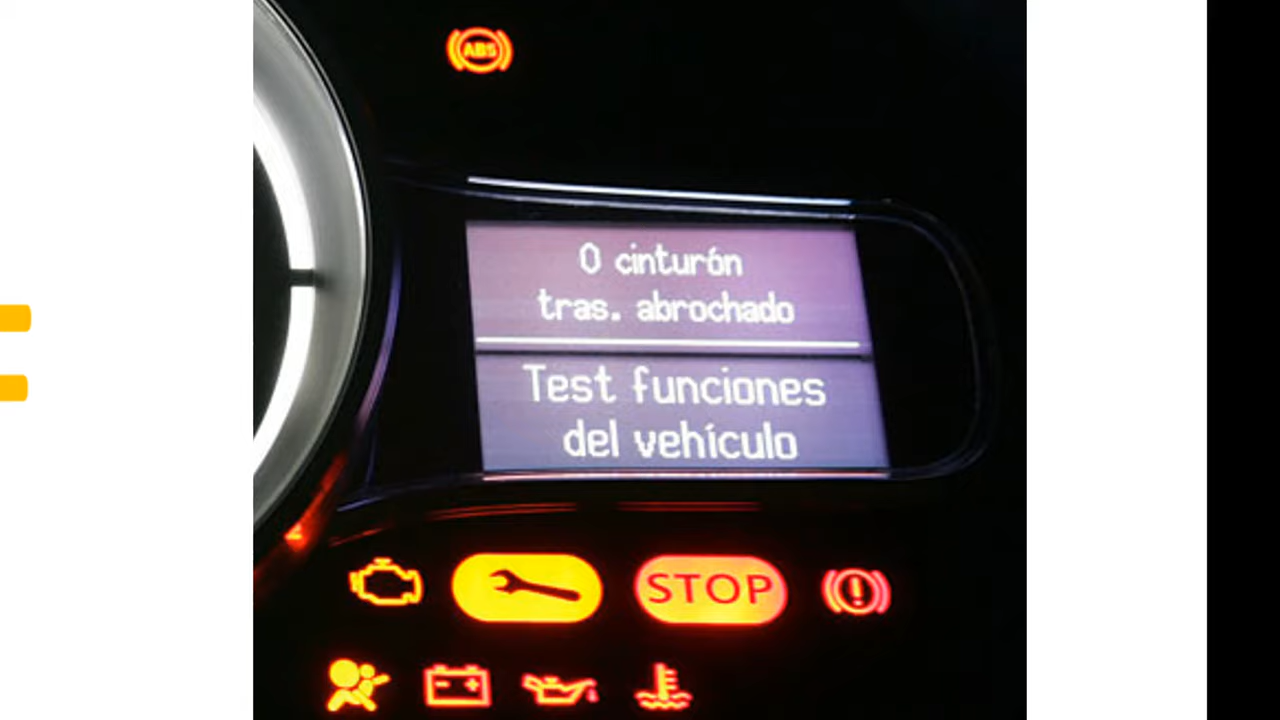 ABS
0 cinturón
tras. abrochado
Test funciones
del vehículo
STOP